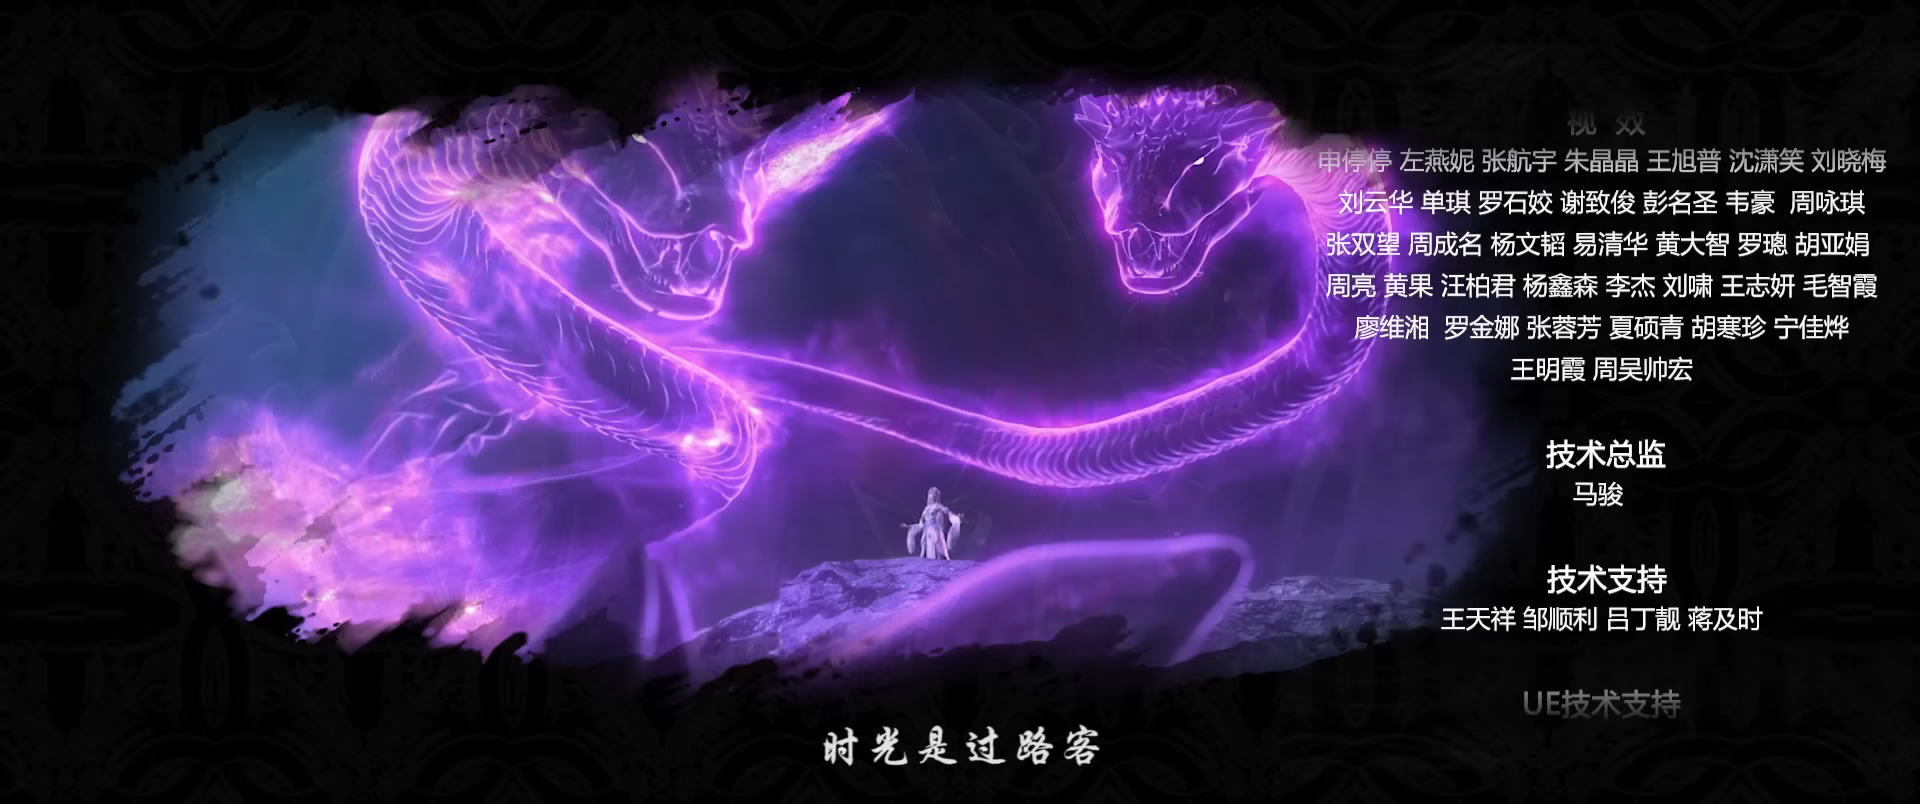 视 效
申停停 左燕妮 张航宇 朱晶晶 王旭普 沈潇笑 刘晓梅
刘云华 单琪 罗石姣 谢致俊 彭名圣 韦豪 周咏琪
张双望 周成名 杨文韬 易清华 黄大智 罗璁 胡亚娟
周亮 黄果 汪柏君 杨鑫森 李杰 刘啸 王志妍 毛智霞
廖维湘 罗金娜 张蓉芳 夏硕青 胡寒珍 宁佳烨
王明霞 周吴帅宏
技术总监
马骏
技术支持
王天祥 邹顺利 吕丁靓 蒋及时
UE技术支持
时光是过路客